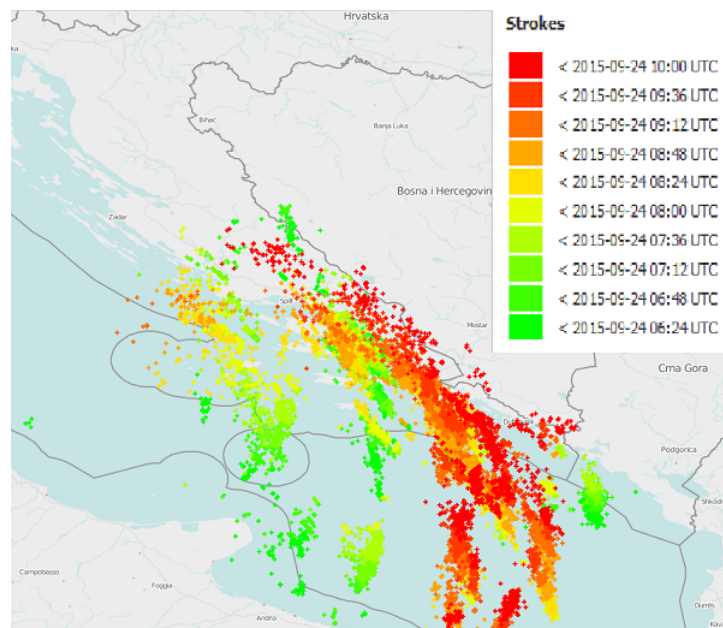 Hrvatska
Strokes
< 2015-09-24 10:00 UTC
< 2015-09-24 09:36 UTC
< 2015-09-24 09:12 UTC
< 2015-09-24 08:48 UTC
< 2015-09-24 08:24 UTC
< 2015-09-24 08:00 UTC
< 2015-09-24 07:36 UTC
< 2015-09-24 07:12 UTC
< 2015-09-24 06:48 UTC
< 2015-09-24 06:24 UTC
Bihać
Banja Luka
Bosna i Hercegovin
Zadar
Split
Mostar
Crna Gora
Podgorica
Shkod
Campobasso
Foggia
Andria
Durrës
Kav